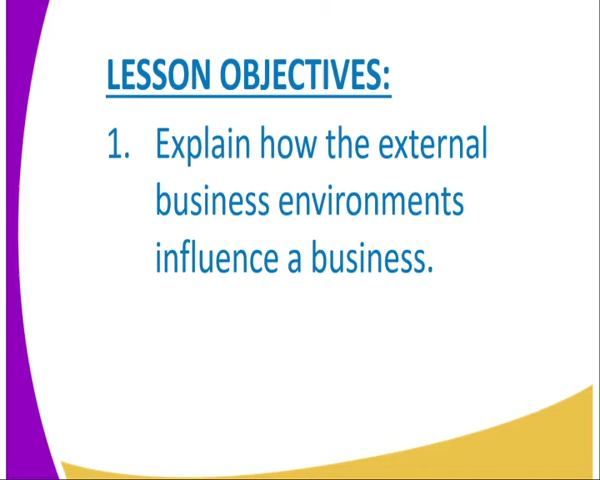 LESSON OBJECTIVES:
1. Explain how the external
business environments
influence a business.